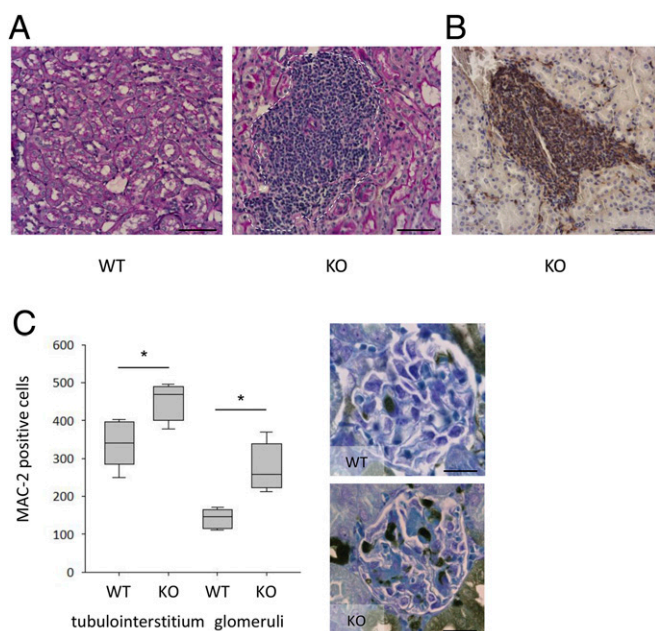 A
B
WT
KO
KO
C
600
500
400
300
200
100
0
MAC-2 positive cells
*
*
WT KO WT KO
tubulointerstitium glomeruli
WT
KO